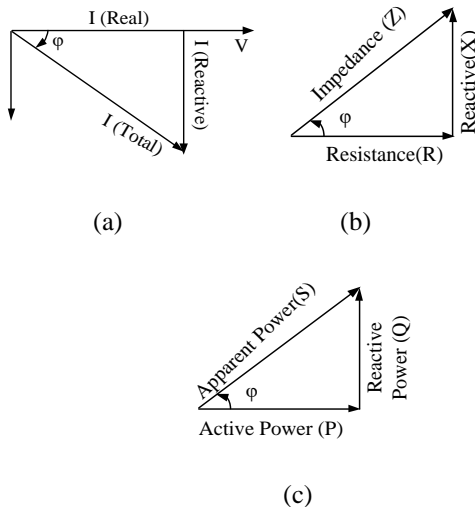 I (Real)
φ
V
I (Reactive)
I (Total)
(a)
Impedance (Z)
φ
Reactive(X)
Resistance(R)
(b)
Apparent Power(S)
φ
Reactive
Power (Q)
Active Power (P)
(c)